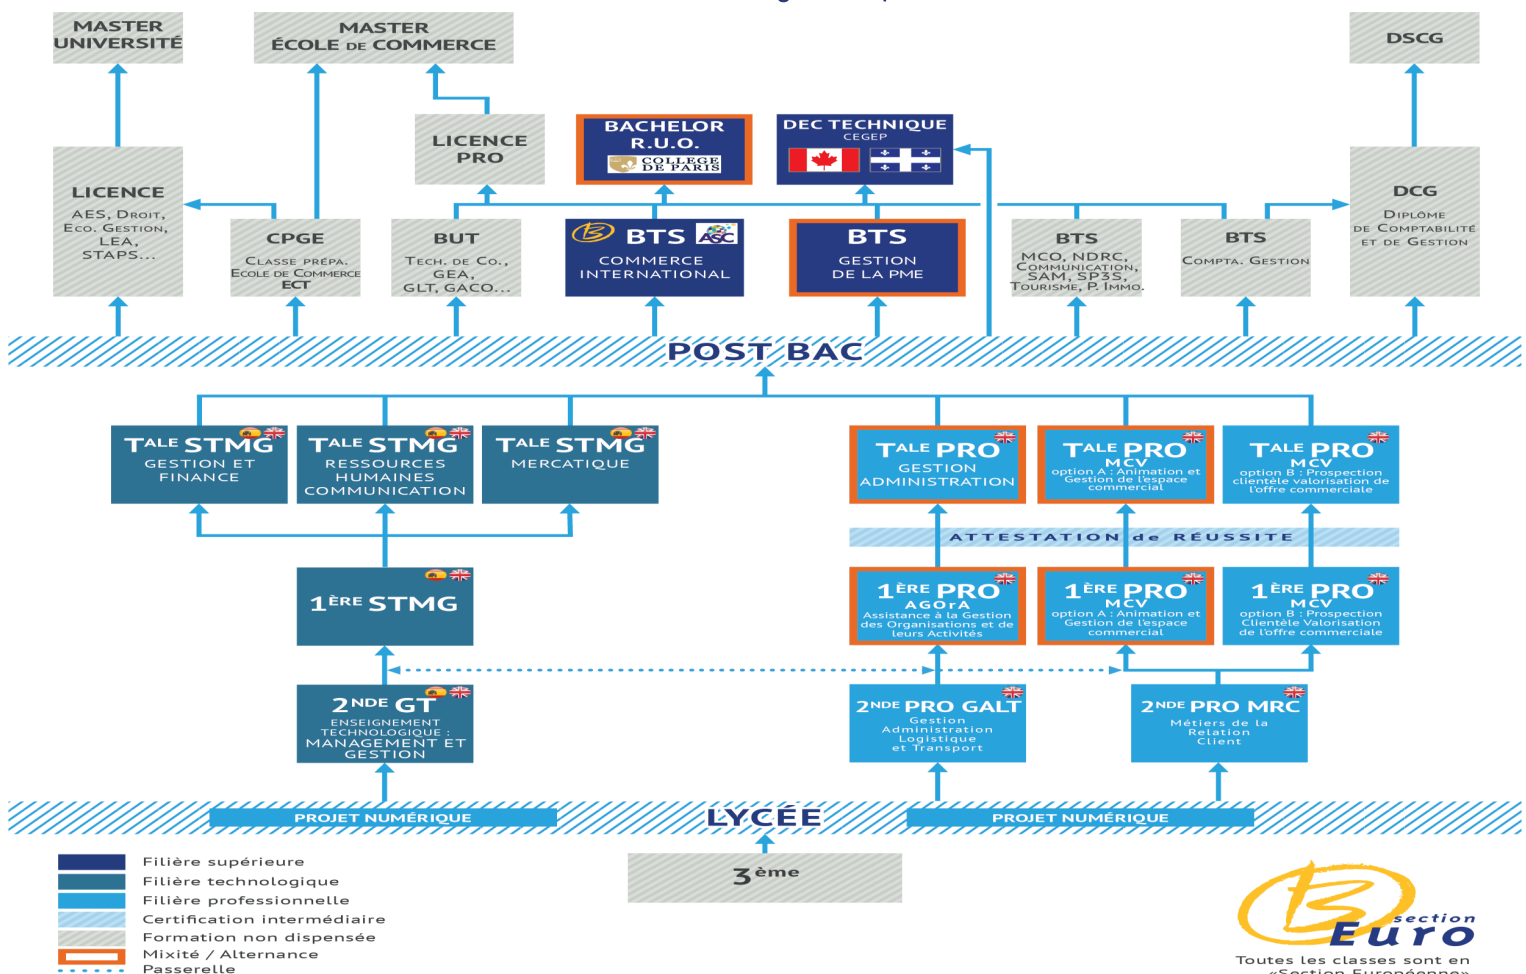 MASTER
UNIVERSITÉ
MASTER
ÉCOLE DE COMMERCE
DSCG
LICENCE
PRO
BACHELOR
R.U.O.
COLLEGE
DE PARIS
DEC TECHNIQUE
CEGEP
LICENCE
AES, DROIT,
ECO. GESTION,
LEA,
STAPS...
DCG
DIPLÔME
DE COMPTABILITÉ
ET DE GESTION
CPGE
CLASSE PRÉPA.
ECOLE DE COMMERCE
ECT
BUT
TECH. DE CO.,
GEA,
GLT, GACO...
B BTS ASC
COMMERCE
INTERNATIONAL
BTS
GESTION
DE LA PME
BTS
MCO, NDRC,
COMMUNICATION,
SAM, SP3S,
TOURISME, P. IMMO.
BTS
COMPTA. GESTION
POST BAC
TALE STMG
GESTION ET
FINANCE
TALE STMG
RESSOURCES
HUMAINES
COMMUNICATION
TALE STMG
MERCATIQUE
TALE PRO
GESTION
ADMINISTRATION
TALE PRO
MCV
option A : Animation et
Gestion de l'espace
commercial
TALE PRO
MCV
option B : Prospection
clientèle valorisation de
l'offre commerciale
ATTESTATION de RÉUSSITE
1ÈRE STMG
1ÈRE PRO
AGOrA
Assistance à la Gestion
des Organisations et de
leurs Activités
1ÈRE PRO
MCV
option A : Animation et
Gestion de l'espace
commercial
1ÈRE PRO
MCV
option B : Prospection
Clientèle Valorisation
de l'offre commerciale
2NDE GT
ENSEIGNEMENT
TECHNOLOGIQUE :
MANAGEMENT ET
GESTION
2NDE PRO GALT
Gestion
Administration
Logistique
et Transport
2NDE PRO MRC
Métiers de la
Relation
Client
LYCÉE
PROJET NUMÉRIQUE
PROJET NUMÉRIQUE
3ème
Filière supérieure
Filière technologique
Filière professionnelle
Certification intermédiaire
Formation non dispensée
Mixité / Alternance
Passerelle
B section
Euro
Toutes les classes sont en
«Section Européenne»